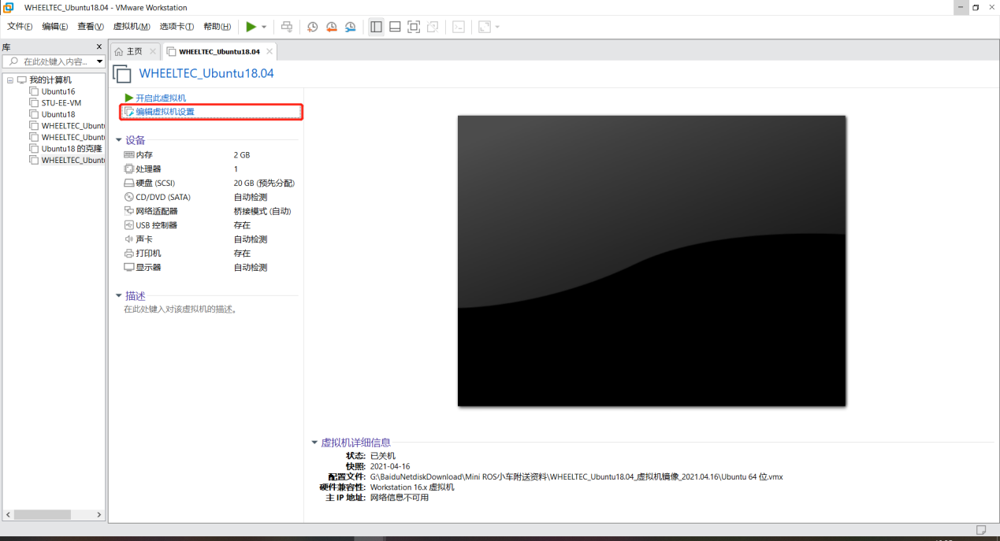 WHEELTEC_Ubuntu18.04 - VMware Workstation
文件(F) 编辑(E) 查看(V) 虚拟机(M) 选项卡(T) 帮助(H)
库
在此处键入内容...
我的计算机
Ubuntu16
STU-EE-VM
Ubuntu18
WHEELTEC_Ubunt
WHEELTEC_Ubunt
Ubuntu18 的克隆
WHEELTEC_Ubunt
主页 WHEELTEC_Ubuntu18.04
WHEELTEC_Ubuntu18.04
开启此虚拟机
编辑虚拟机设置
设备
内存 2 GB
处理器 1
硬盘 (SCSI) 20 GB (预先分配)
CD/DVD (SATA) 自动检测
网络适配器 桥接模式 (自动)
USB 控制器 存在
声卡 自动检测
打印机 存在
显示器 自动检测
描述
在此处键入对该虚拟机的描述。
虚拟机详细信息
状态: 已关机
快照: 2021-04-16
配置文件: G:\BaiduNetdiskDownload\Mini ROS小车附送资料\WHEELTEC_Ubuntu18.04_虚拟机镜像_2021.04.16\Ubuntu 64 位.vmx
硬件兼容性: Workstation 16.x 虚拟机
主 IP 地址: 网络信息不可用